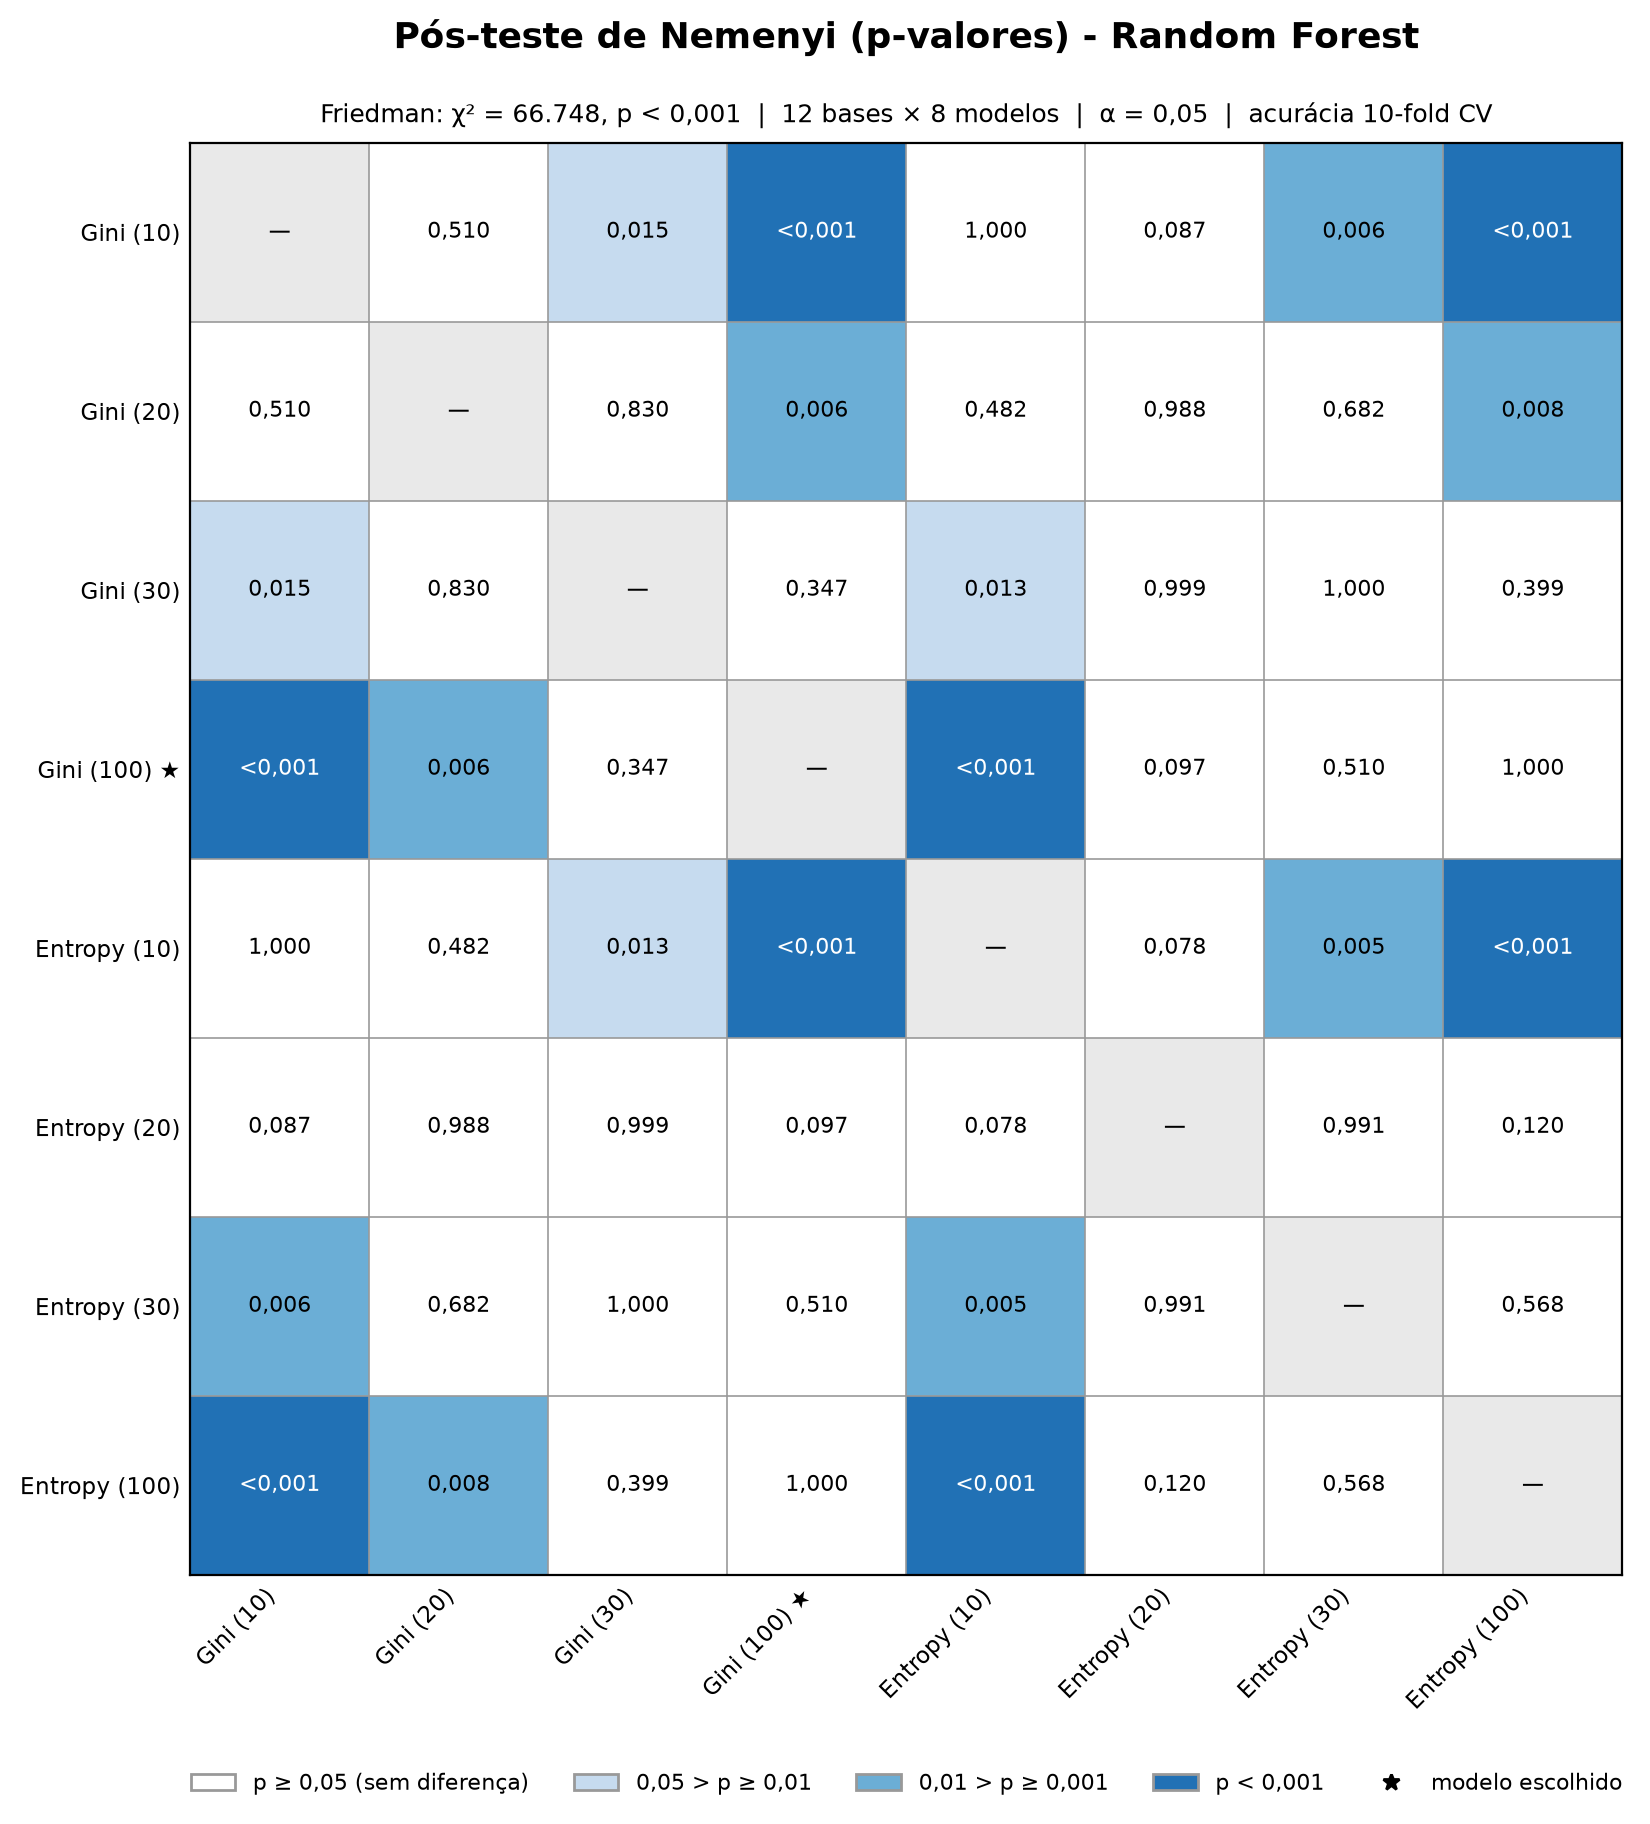 Pós-teste de Nemenyi (p-valores) - Random Forest
Friedman: χ² = 66.748, p < 0,001 | 12 bases × 8 modelos | α = 0,05 | acurácia 10-fold CV
Gini (10) — 0,510 0,015 <0,001 1,000 0,087 0,006 <0,001
Gini (20) 0,510 — 0,830 0,006 0,482 0,988 0,682 0,008
Gini (30) 0,015 0,830 — 0,347 0,013 0,999 1,000 0,399
Gini (100) ★ <0,001 0,006 0,347 — <0,001 0,097 0,510 1,000
Entropy (10) 1,000 0,482 0,013 <0,001 — 0,078 0,005 <0,001
Entropy (20) 0,087 0,988 0,999 0,097 0,078 — 0,991 0,120
Entropy (30) 0,006 0,682 1,000 0,510 0,005 0,991 — 0,568
Entropy (100) <0,001 0,008 0,399 1,000 <0,001 0,120 0,568 —
Gini (10) Gini (20) Gini (30) Gini (100) ★ Entropy (10) Entropy (20) Entropy (30) Entropy (100)
p ≥ 0,05 (sem diferença) 0,05 > p ≥ 0,01 0,01 > p ≥ 0,001 p < 0,001 ★ modelo escolhido